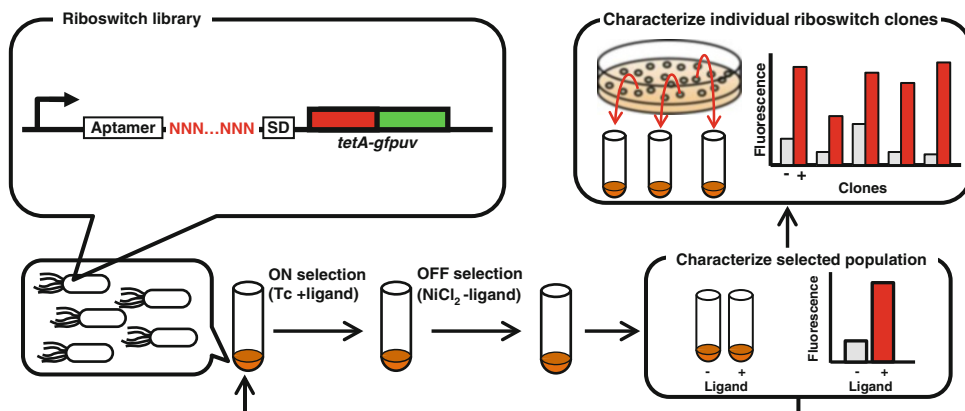 Riboswitch library
Aptamer NNN...NNN SD
tetA-gfpuv
ON selection
(Tc +ligand)
OFF selection
(NiCl₂ -ligand)
Characterize individual riboswitch clones
Fluorescence
- +
Clones
Characterize selected population
- +
Ligand
Fluorescence
- +
Ligand